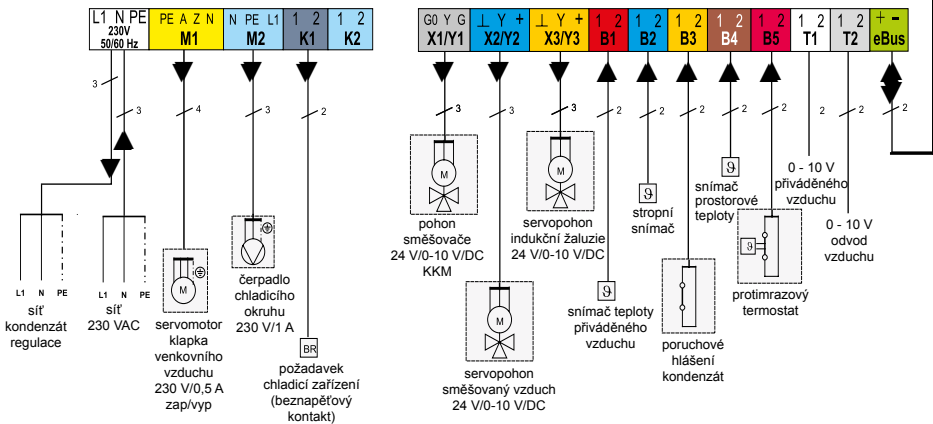 L1 N PE
230V
50/60 Hz
PE A Z N
M1
N PE L1
M2
1 2
K1
1 2
K2
G0 Y G
X1/Y1
⊥ Y +
X2/Y2
⊥ Y +
X3/Y3
1 2
B1
1 2
B2
1 2
B3
1 2
B4
1 2
B5
1 2
T1
1 2
T2
+ -
eBus
3
3
4
3
2
3
3
3
2
2
2
2
2
2
2
2
L1 N PE
síť
kondenzát
regulace
L1 N PE
síť
230 VAC
M
servomotor
klapka
venkovního
vzduchu
230 V/0,5 A
zap/vyp
čerpadlo
chladicího
okruhu
230 V/1 A
BR
požadavek
chladicí zařízení
(beznapěťový
kontakt)
M
pohon
směšovače
24 V/0-10 V/DC
KKM
M
servopohon
směšovaný vzduch
24 V/0-10 V/DC
M
servopohon
indukční žaluzie
24 V/0-10 V/DC
ϑ
snímač teploty
přiváděného
vzduchu
ϑ
stropní
snímač
poruchové
hlášení
kondenzát
ϑ
snímač
prostorové
teploty
ϑ
protimrazový
termostat
0 - 10 V
přiváděného
vzduchu
0 - 10 V
odvod
vzduchu